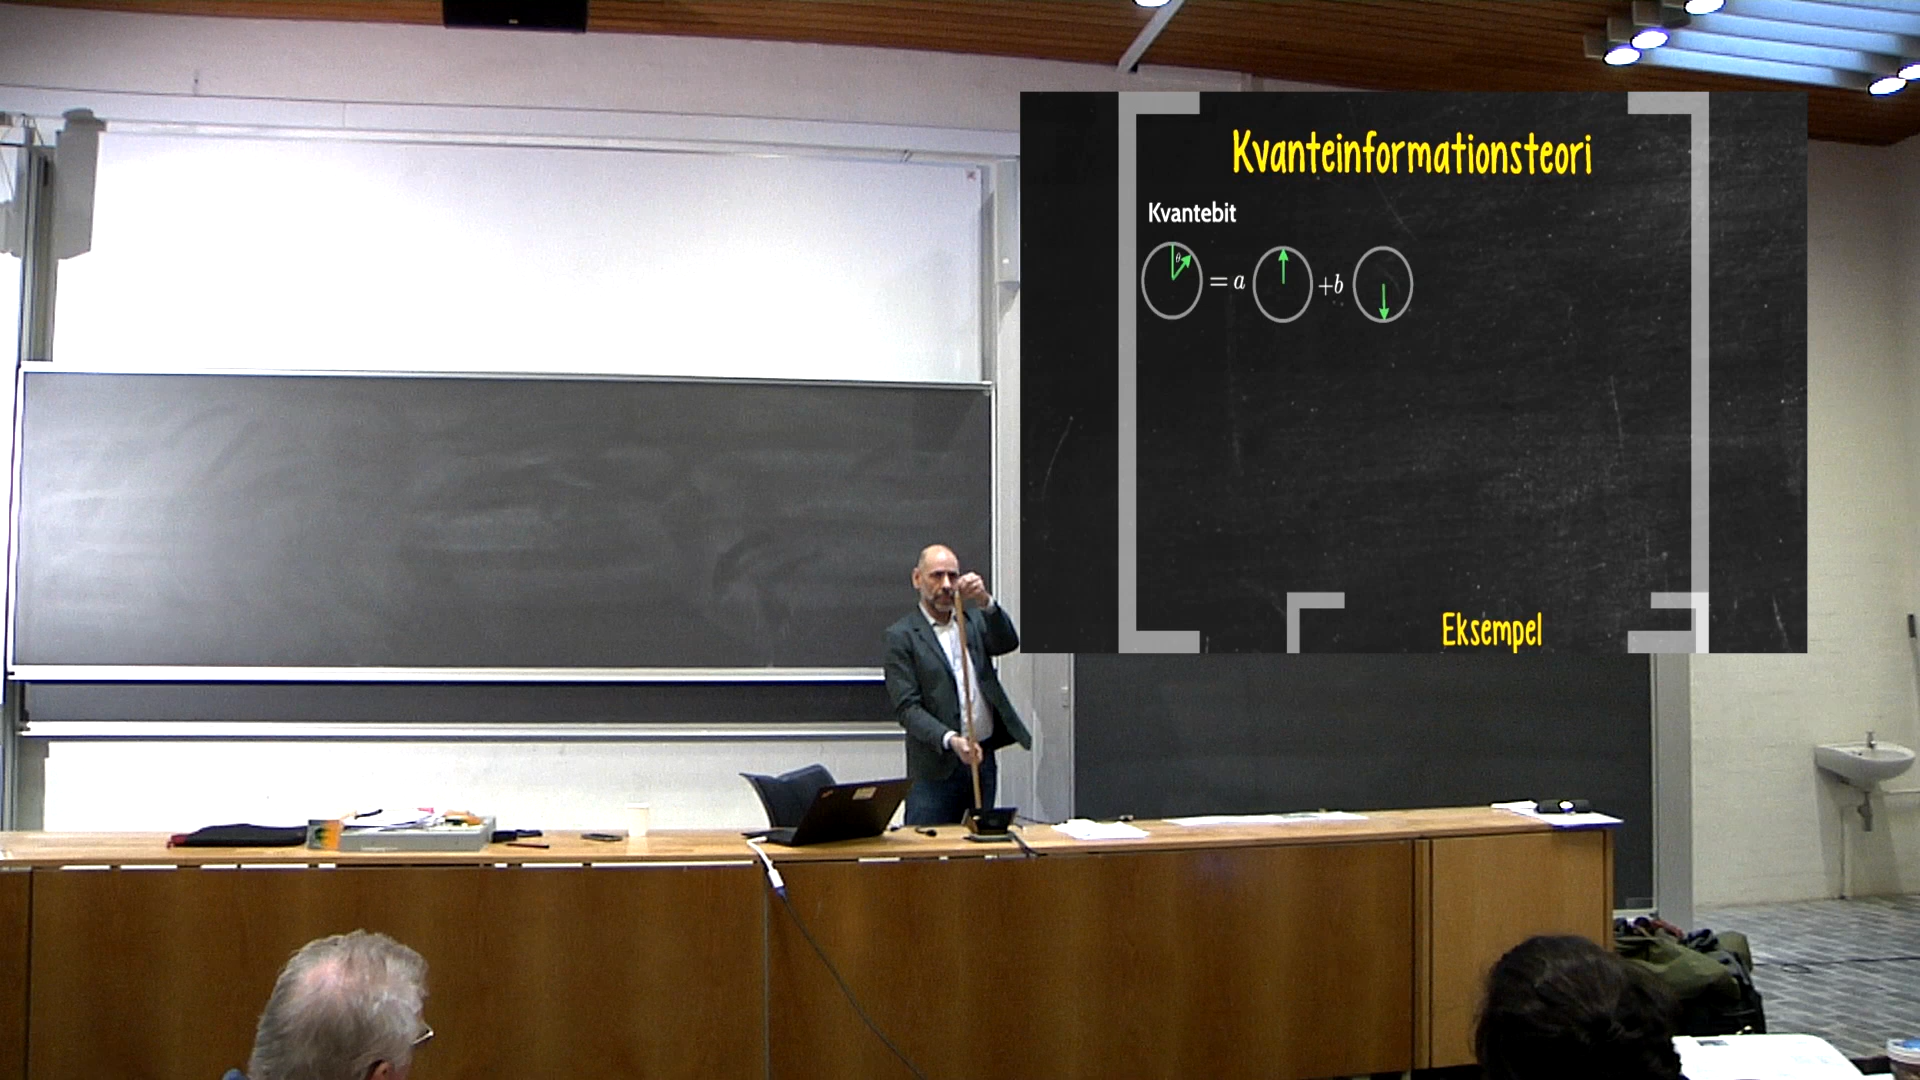 Kvanteinformationsteori
Kvantebit
θ = a +b
Eksempel